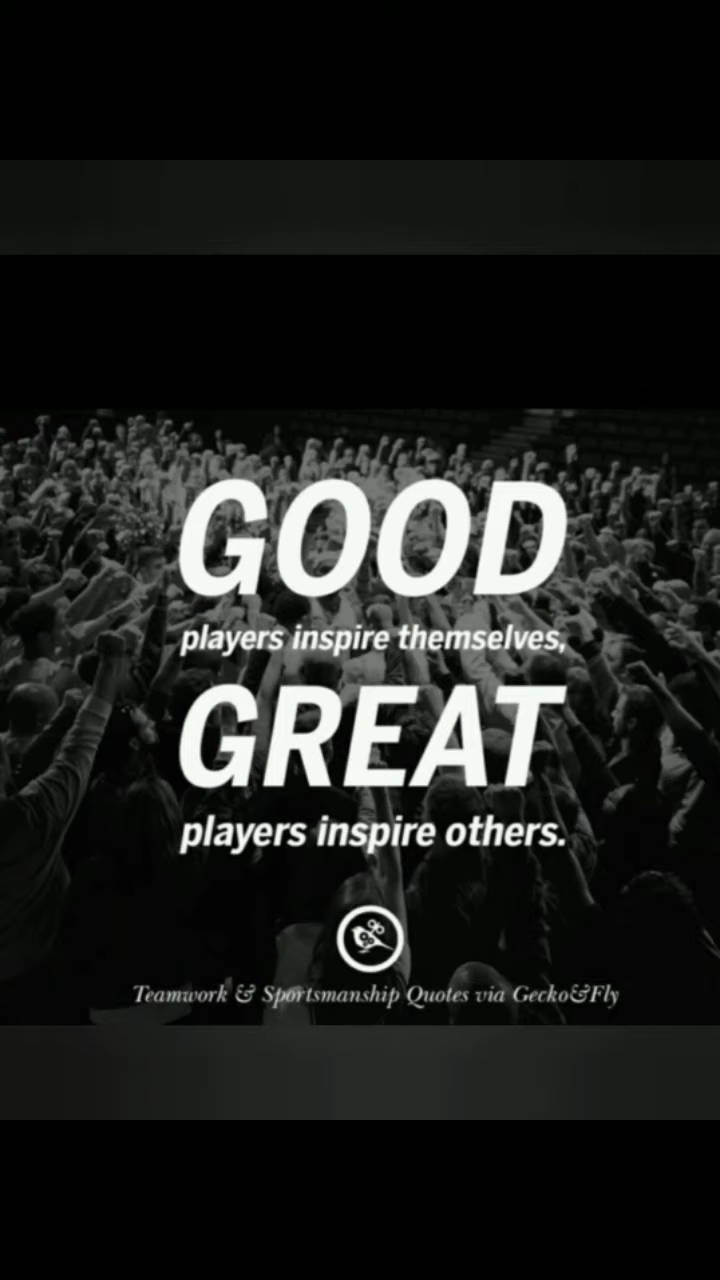 GOOD
players inspire themselves,
GREAT
players inspire others.
Teamwork & Sportsmanship Quotes via Gecko&Fly